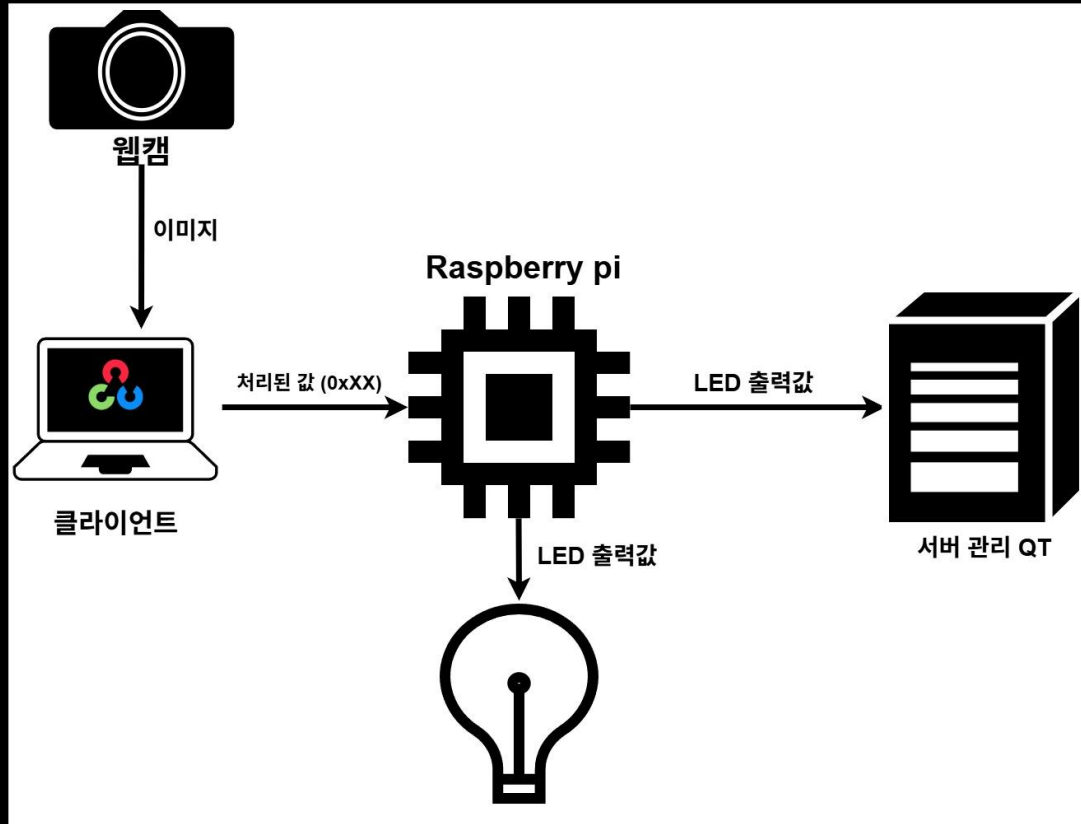 웹캠
이미지
Raspberry pi
처리된 값 (0xXX)
LED 출력값
클라이언트
서버 관리 QT
LED 출력값